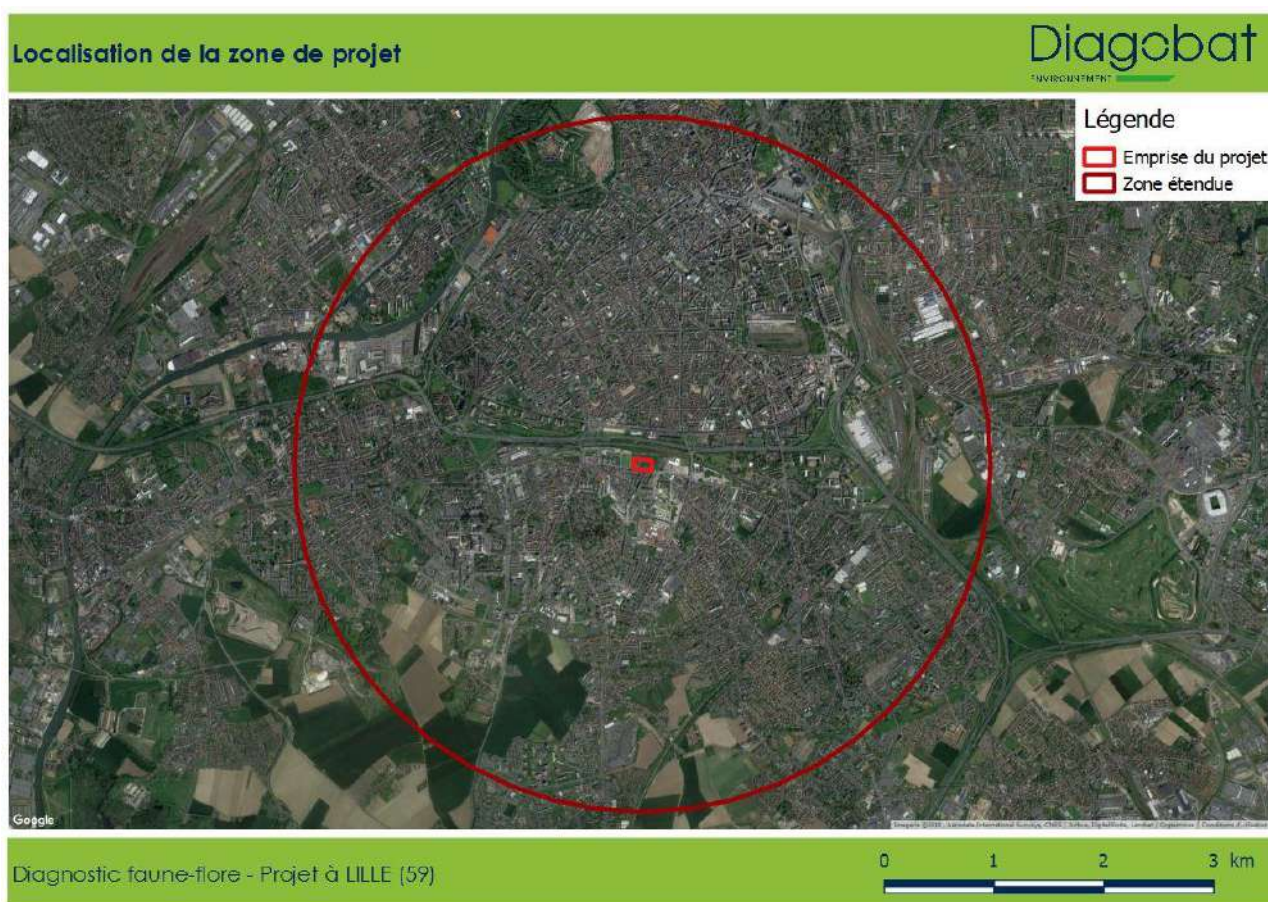 Localisation de la zone de projet
Diagobat
ENVIRONNEMENT
Légende
Emprise du projet
Zone étendue
Google
Diagnostic faune-flore - Projet à LILLE (59)
0 1 2 3 km